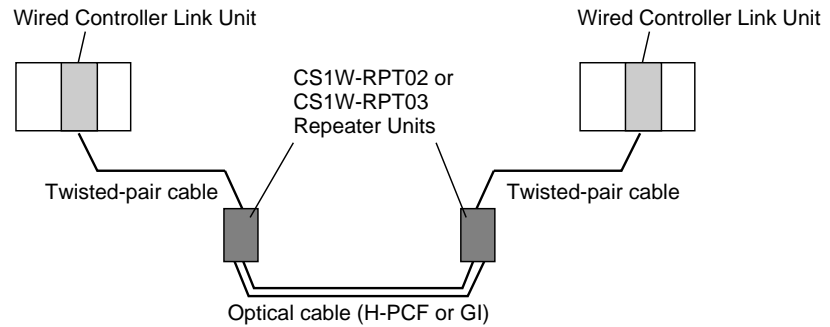 Wired Controller Link Unit
Wired Controller Link Unit
CS1W-RPT02 or
CS1W-RPT03
Repeater Units
Twisted-pair cable
Twisted-pair cable
Optical cable (H-PCF or GI)